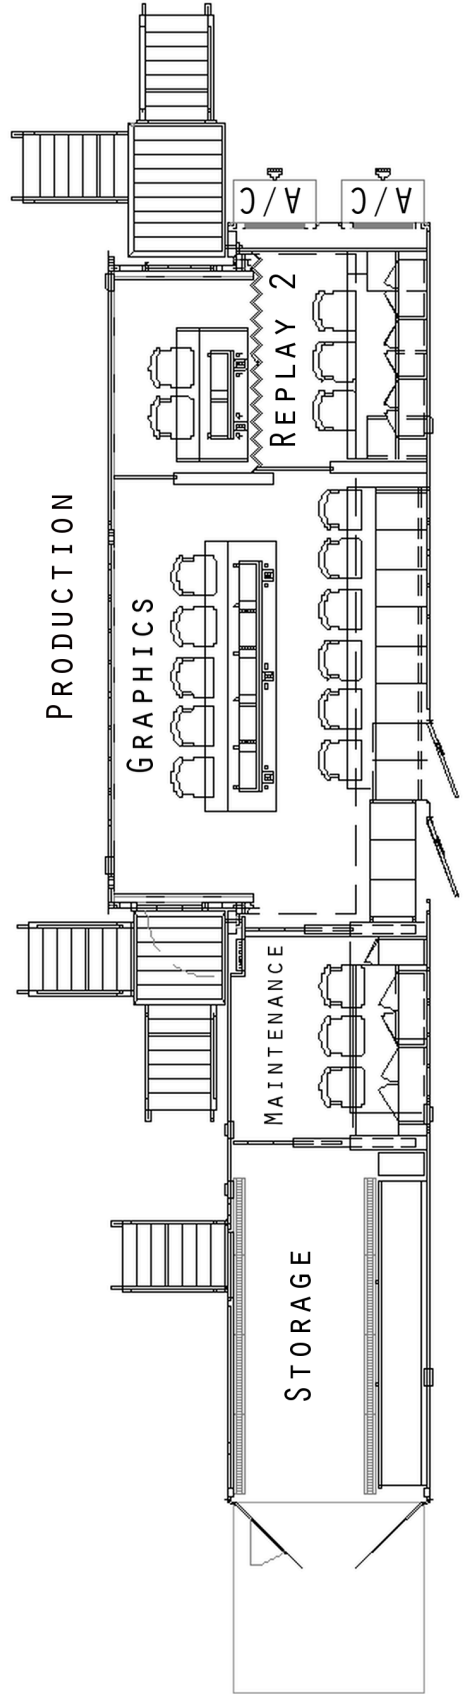 A/C
A/C
REPLAY 2
PRODUCTION
GRAPHICS
MAINTENANCE
STORAGE